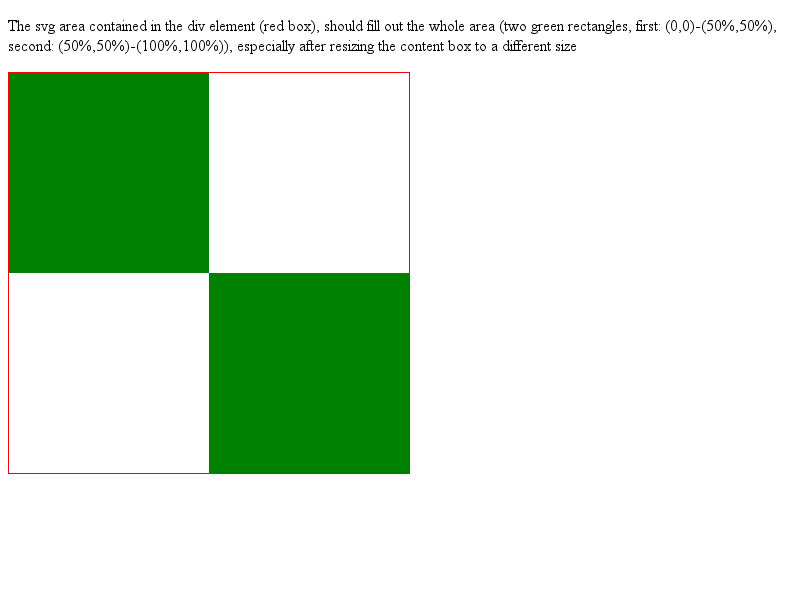 The svg area contained in the div element (red box), should fill out the whole area (two green rectangles, first: (0,0)-(50%,50%),
second: (50%,50%)-(100%,100%)), especially after resizing the content box to a different size